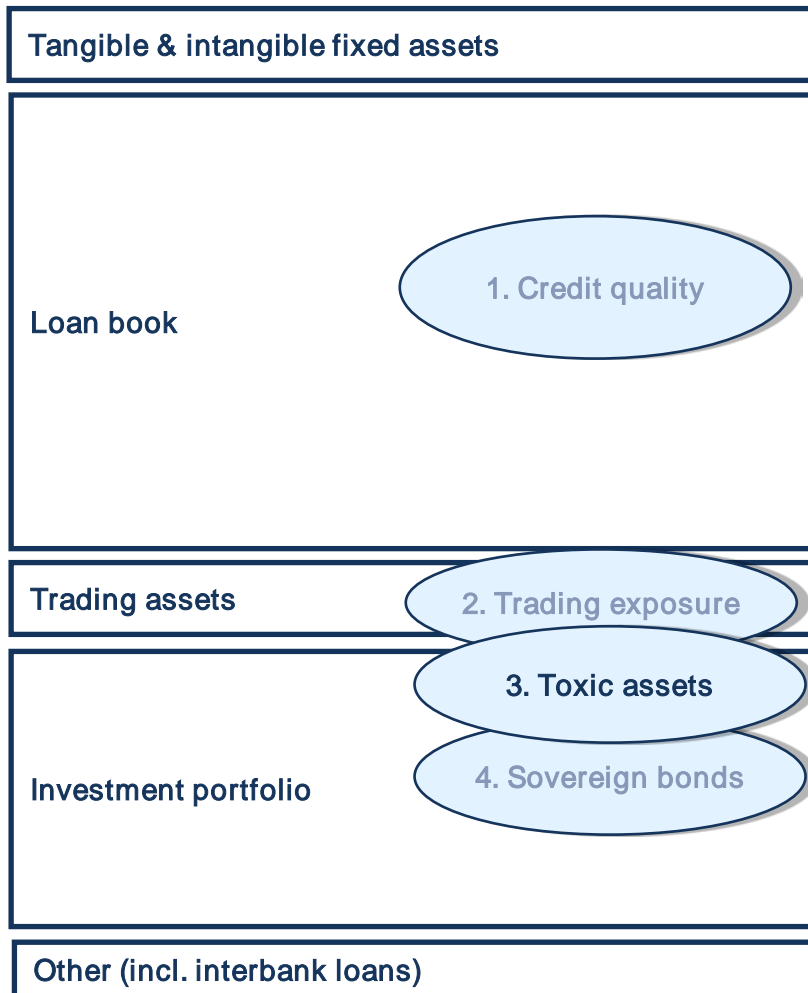 Tangible & intangible fixed assets
1. Credit quality
Loan book
Trading assets
2. Trading exposure
3. Toxic assets
4. Sovereign bonds
Investment portfolio
Other (incl. interbank loans)